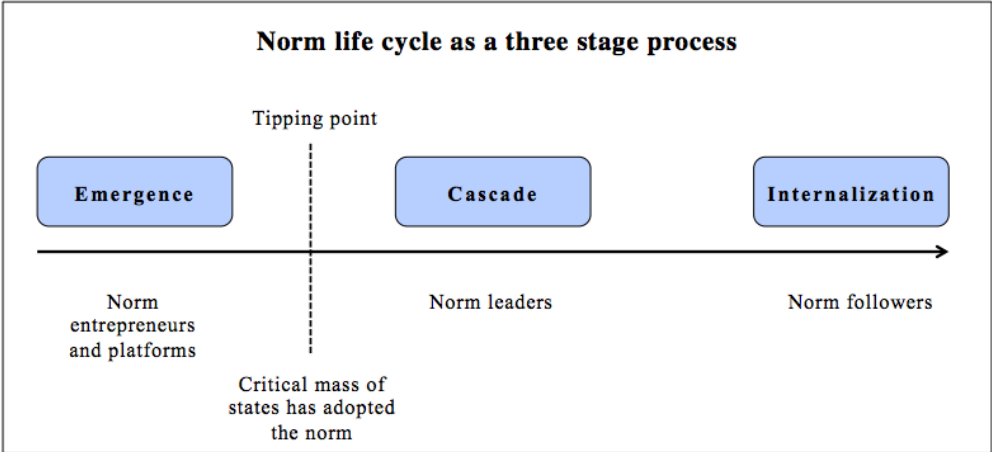 Norm life cycle as a three stage process
Tipping point
Emergence
Cascade
Internalization
Norm
entrepreneurs
and platforms
Norm leaders
Norm followers
Critical mass of
states has adopted
the norm